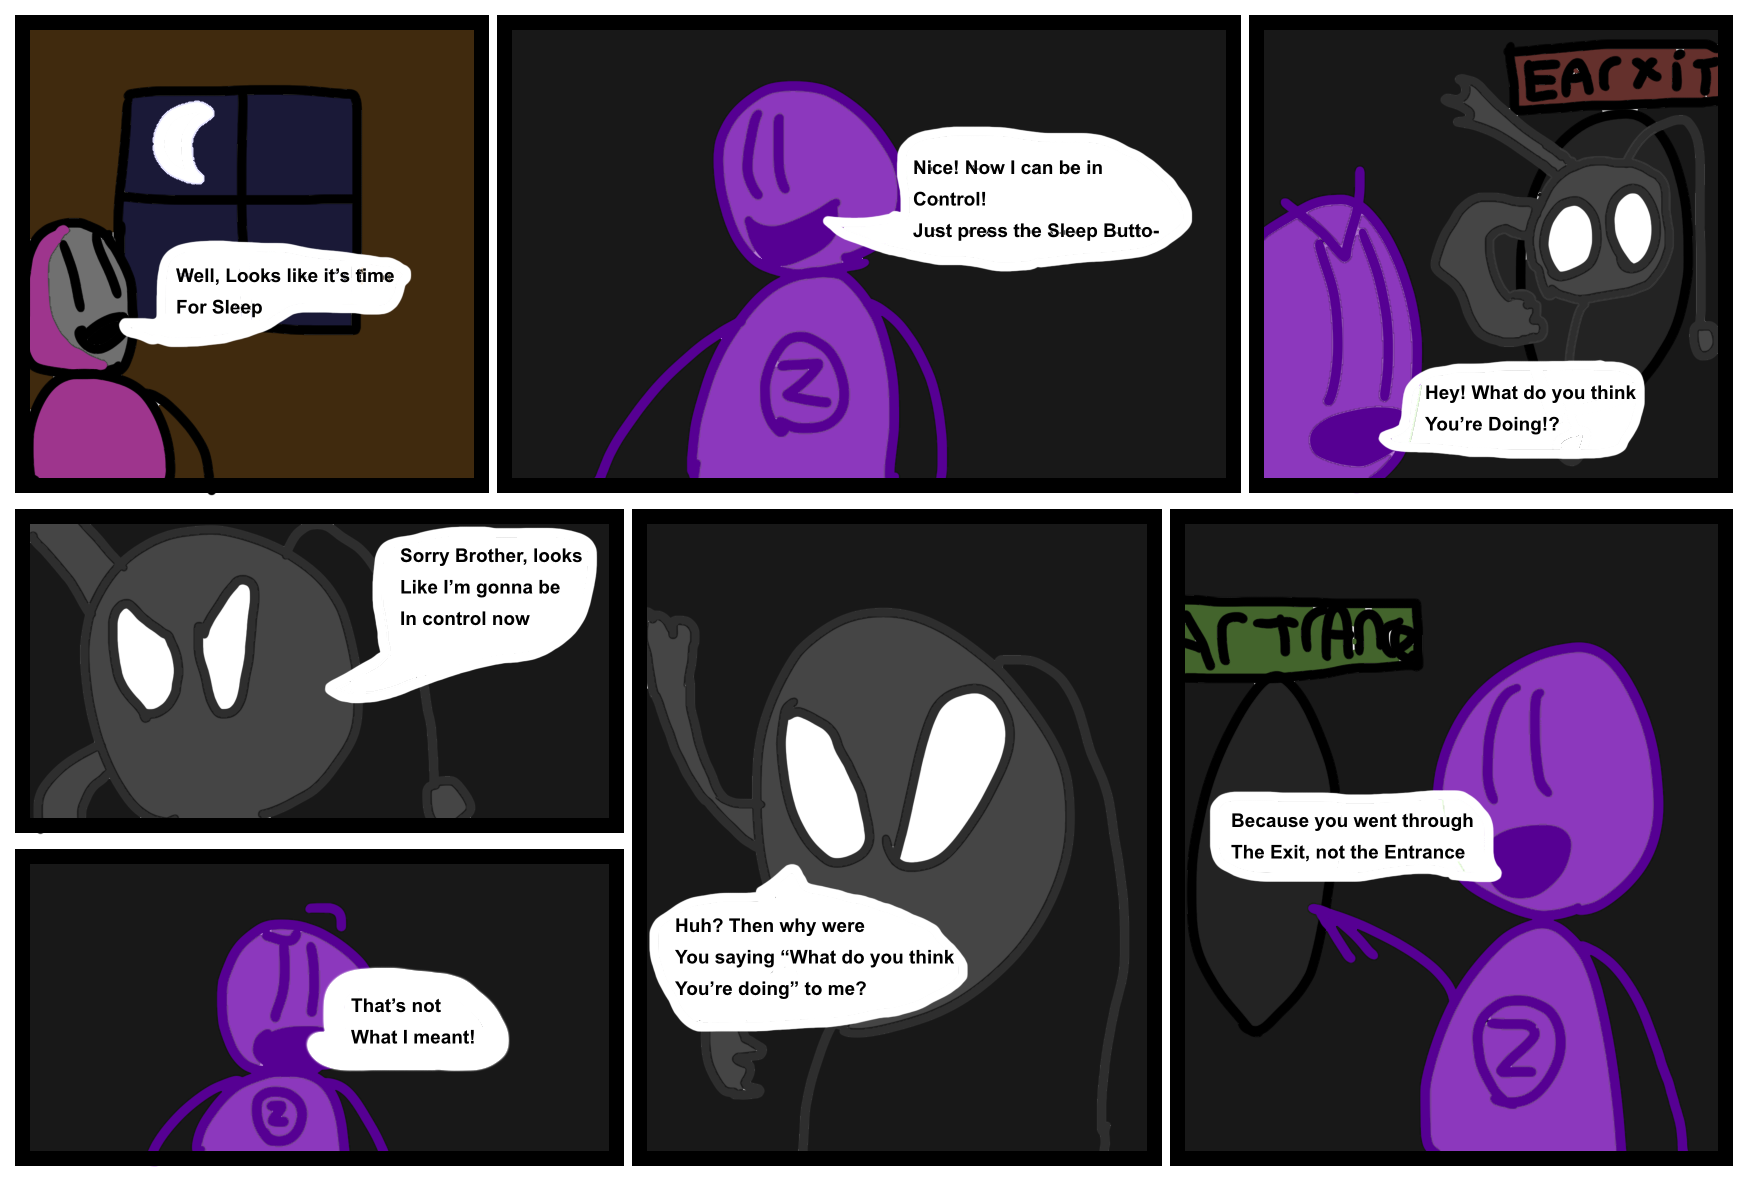 Well, Looks like it's time
For Sleep
Nice! Now I can be in
Control!
Just press the Sleep Butto-
Z
EArxiT
Hey! What do you think
You're Doing!?
Sorry Brother, looks
Like I'm gonna be
In control now
That's not
What I meant!
Z
Huh? Then why were
You saying “What do you think
You're doing” to me?
ArTrAnce
Because you went through
The Exit, not the Entrance
Z